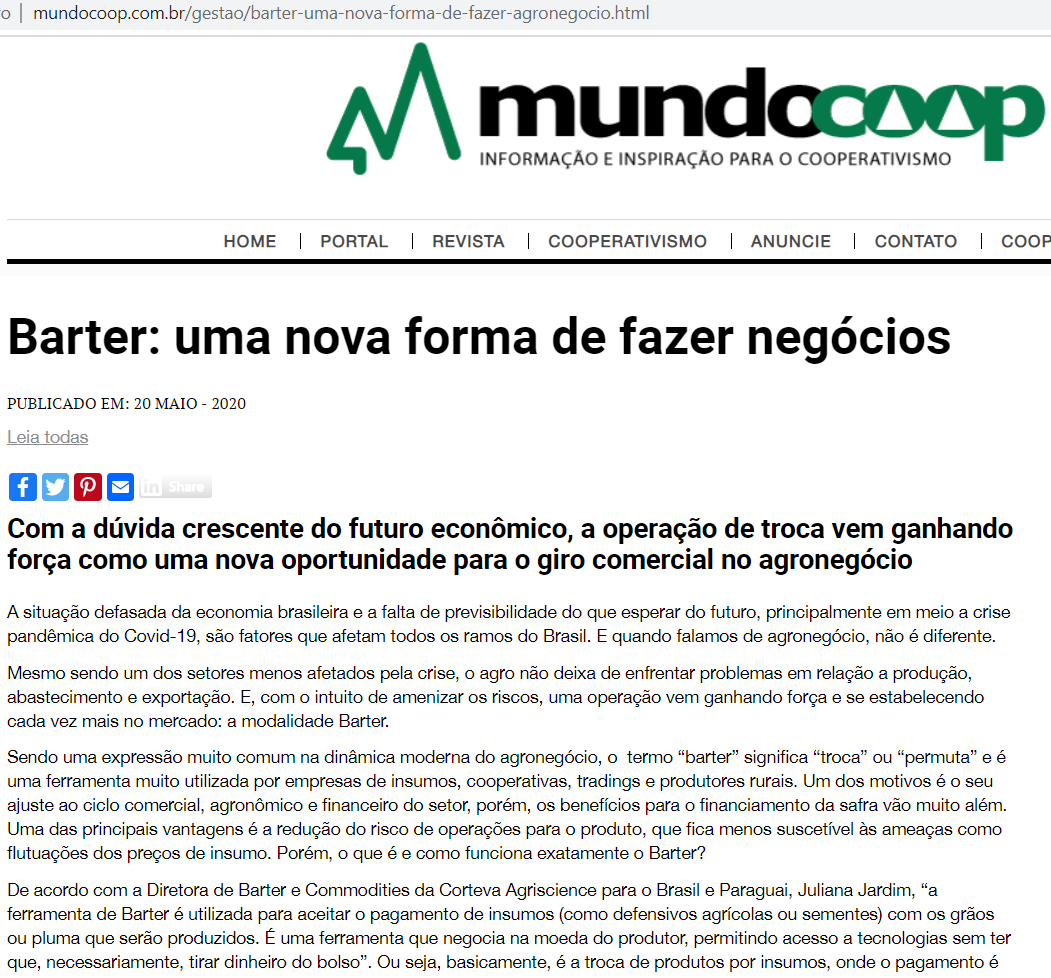 o | mundocoop.com.br/gestao/barter-uma-nova-forma-de-fazer-agronegocio.html
mundocoop
INFORMAÇÃO E INSPIRAÇÃO PARA O COOPERATIVISMO
HOME | PORTAL | REVISTA | COOPERATIVISMO | ANUNCIE | CONTATO | COOP
Barter: uma nova forma de fazer negócios
PUBLICADO EM: 20 MAIO - 2020
Leia todas
in Share
Com a dúvida crescente do futuro econômico, a operação de troca vem ganhando
força como uma nova oportunidade para o giro comercial no agronegócio
A situação defasada da economia brasileira e a falta de previsibilidade do que esperar do futuro, principalmente em meio a crise
pandêmica do Covid-19, são fatores que afetam todos os ramos do Brasil. E quando falamos de agronegócio, não é diferente.
Mesmo sendo um dos setores menos afetados pela crise, o agro não deixa de enfrentar problemas em relação a produção,
abastecimento e exportação. E, com o intuito de amenizar os riscos, uma operação vem ganhando força e se estabelecendo
cada vez mais no mercado: a modalidade Barter.
Sendo uma expressão muito comum na dinâmica moderna do agronegócio, o  termo “barter” significa “troca” ou “permuta” e é
uma ferramenta muito utilizada por empresas de insumos, cooperativas, tradings e produtores rurais. Um dos motivos é o seu
ajuste ao ciclo comercial, agronômico e financeiro do setor, porém, os benefícios para o financiamento da safra vão muito além.
Uma das principais vantagens é a redução do risco de operações para o produto, que fica menos suscetível às ameaças como
flutuações dos preços de insumo. Porém, o que é e como funciona exatamente o Barter?
De acordo com a Diretora de Barter e Commodities da Corteva Agriscience para o Brasil e Paraguai, Juliana Jardim, “a
ferramenta de Barter é utilizada para aceitar o pagamento de insumos (como defensivos agrícolas ou sementes) com os grãos
ou pluma que serão produzidos. É uma ferramenta que negocia na moeda do produtor, permitindo acesso a tecnologias sem ter
que, necessariamente, tirar dinheiro do bolso”. Ou seja, basicamente, é a troca de produtos por insumos, onde o pagamento é